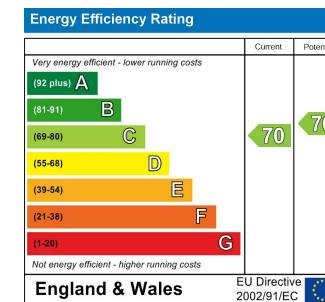 Energy Efficiency Rating
Current
Very energy efficient - lower running costs
(92 plus) A
(81-91) B
(69-80) C
70
(55-68) D
(39-54) E
(21-38) F
(1-20) G
Not energy efficient - higher running costs
England & Wales
EU Directive
2002/91/EC